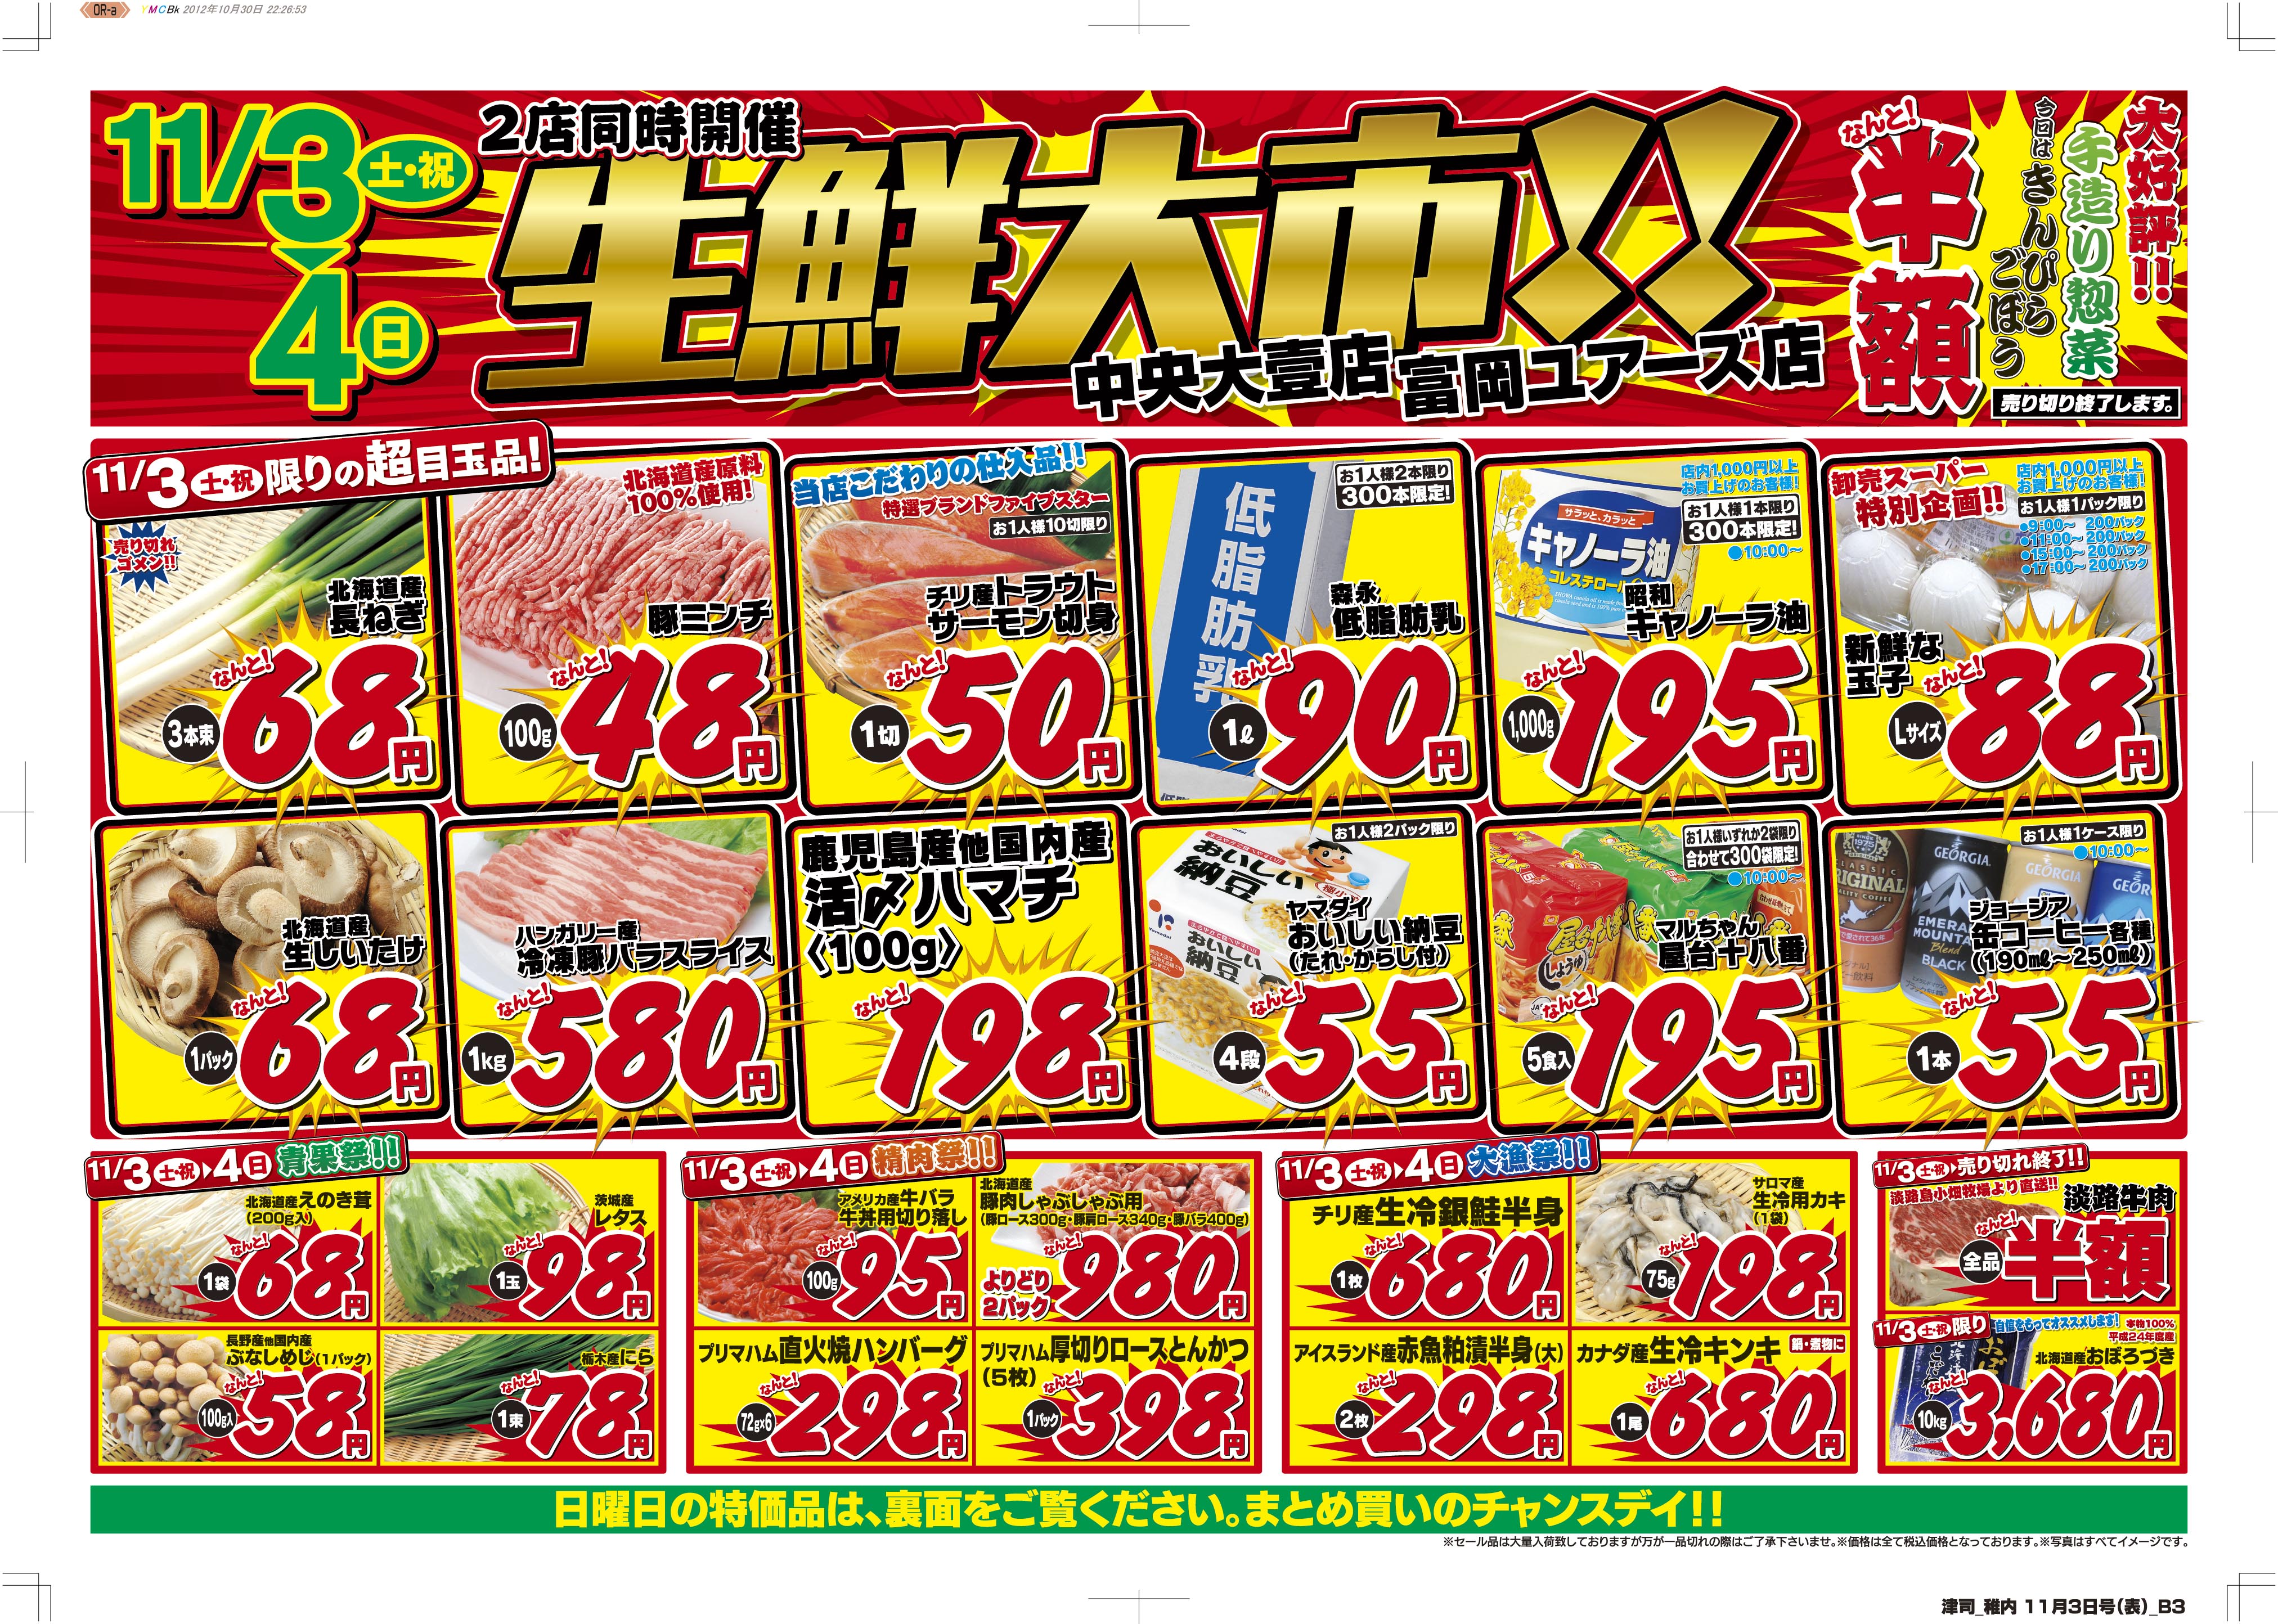 OR-a YMCBk 2012年10月30日 22:26:53
11/3土・祝
4日
2店同時開催
生鮮大市!!
中央大壹店 富岡ユアーズ店
大好評!!
手造り惣菜
今回はきんぴら
ごぼう
なんと!
半額
売り切り終了します。
11/3土・祝限りの超目玉品!
売り切れ
ゴメン!!
北海道産
長ねぎ
なんと!
3本束
68円
北海道産原料
100%使用!
豚ミンチ
なんと!
100g
48円
当店こだわりの仕入品!!
特選ブランドファイブスター
お1人様10切限り
チリ産トラウト
サーモン切身
なんと!
1切
50円
お1人様2本限り
300本限定!
低脂肪乳
森永
低脂肪乳
なんと!
1ℓ
90円
店内1,000円以上
お買上げのお客様!
お1人様1本限り
300本限定!
●10:00〜
サラッと、カラッと
キャノーラ油
コレステロール
昭和
キャノーラ油
なんと!
1,000g
195円
卸売スーパー
特別企画!!
店内1,000円以上
お買上げのお客様!
お1人様1パック限り
●9:00〜 200パック
●11:00〜 200パック
●15:00〜 200パック
●17:00〜 200パック
新鮮な
玉子
なんと!
Lサイズ
88円
北海道産
生しいたけ
なんと!
1パック
68円
ハンガリー産
冷凍豚バラスライス
なんと!
1kg
580円
鹿児島産他国内産
活〆ハマチ
〈100g〉
なんと!
198円
お1人様2パック限り
おいしい
納豆
おいしい
納豆
ヤマダイ
おいしい納豆
(たれ・からし付)
なんと!
4段
55円
お1人様いずれか2袋限り
合わせて300袋限定!
●10:00〜
しょうゆ
マルちゃん
屋台十八番
なんと!
5食入
195円
お1人様1ケース限り
●10:00〜
GEORGIA
EMERA
MOUNTA
Blend
BLACK
GEORGIA
ジョージア
缶コーヒー各種
(190mℓ〜250mℓ)
なんと!
1本
55円
11/3土・祝▶4日 青果祭!!
北海道産えのき茸
(200g入)
なんと!
1袋
68円
茨城産
レタス
なんと!
1玉
98円
長野産他国内産
ぶなしめじ(1パック)
なんと!
100g入
58円
栃木産にら
なんと!
1束
78円
11/3土・祝▶4日 精肉祭!!
アメリカ産牛バラ
牛丼用切り落し
なんと!
100g
95円
北海道産
豚肉しゃぶしゃぶ用
(豚ロース300g・豚肩ロース340g・豚バラ400g)
なんと!
よりどり
2パック
980円
プリマハム直火焼ハンバーグ
なんと!
72g×6
298円
プリマハム厚切りロースとんかつ
(5枚)
なんと!
1パック
398円
11/3土・祝▶4日 大漁祭!!
チリ産生冷銀鮭半身
なんと!
1枚
680円
サロマ産
生冷用カキ
(1袋)
なんと!
75g
198円
アイスランド産赤魚粕漬半身(大)
なんと!
2枚
298円
カナダ産生冷キンキ 鍋・煮物に
なんと!
1尾
680円
11/3土・祝▶売り切れ終了!!
淡路島小畑牧場より直送!!
淡路牛肉
なんと!
全品
半額
11/3土・祝限り
自信をもってオススメします!
本物100%
平成24年度産
北海道産おぼろづき
なんと!
10kg
3,680円
日曜日の特価品は、裏面をご覧ください。まとめ買いのチャンスデイ!!
※セール品は大量入荷致しておりますが万が一品切れの際はご了承下さいませ。※価格は全て税込価格となっております。※写真はすべてイメージです。
津司_稚内 11月3日号(表)_B3